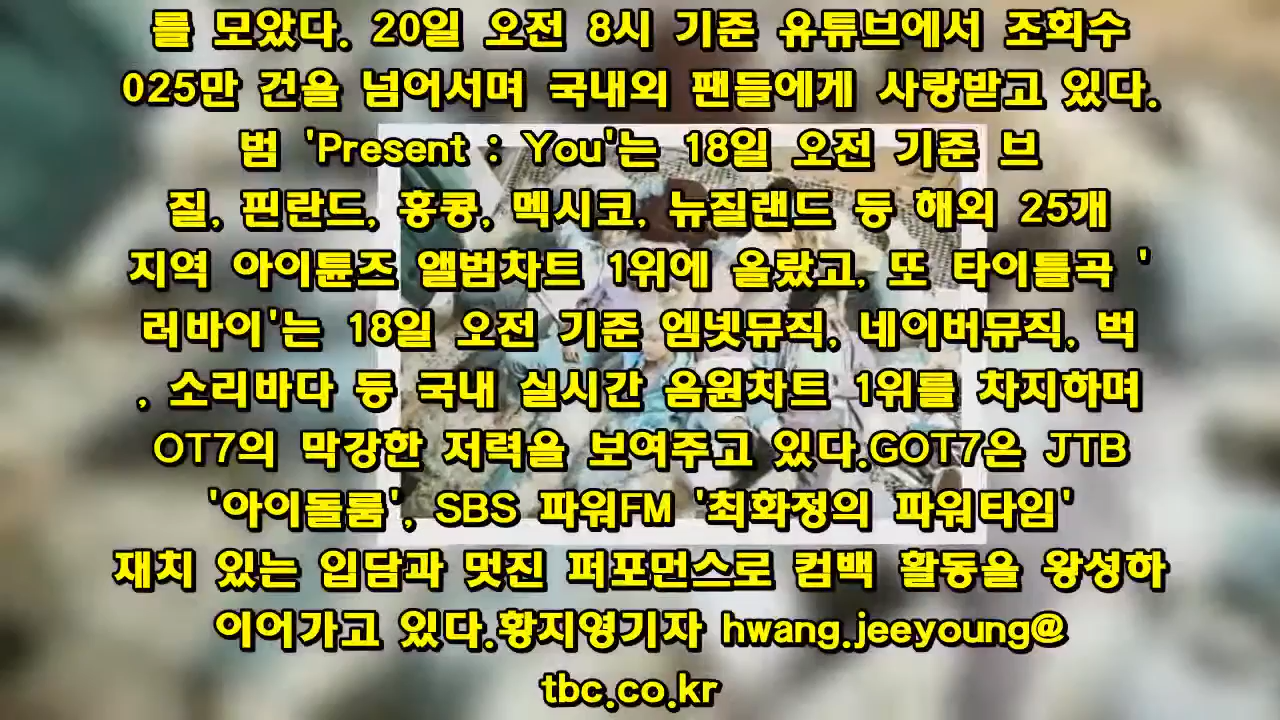 를 모았다. 20일 오전 8시 기준 유튜브에서 조회수
025만 건을 넘어서며 국내외 팬들에게 사랑받고 있다.
범 'Present : You'는 18일 오전 기준 브
질, 핀란드, 홍콩, 멕시코, 뉴질랜드 등 해외 25개
지역 아이튠즈 앨범차트 1위에 올랐고, 또 타이틀곡 '
러바이'는 18일 오전 기준 엠넷뮤직, 네이버뮤직, 벅
, 소리바다 등 국내 실시간 음원차트 1위를 차지하며
OT7의 막강한 저력을 보여주고 있다.GOT7은 JTB
'아이돌룸', SBS 파워FM '최화정의 파워타임'
재치 있는 입담과 멋진 퍼포먼스로 컴백 활동을 왕성하
이어가고 있다.황지영기자 hwang.jeeyoung@
tbc.co.kr